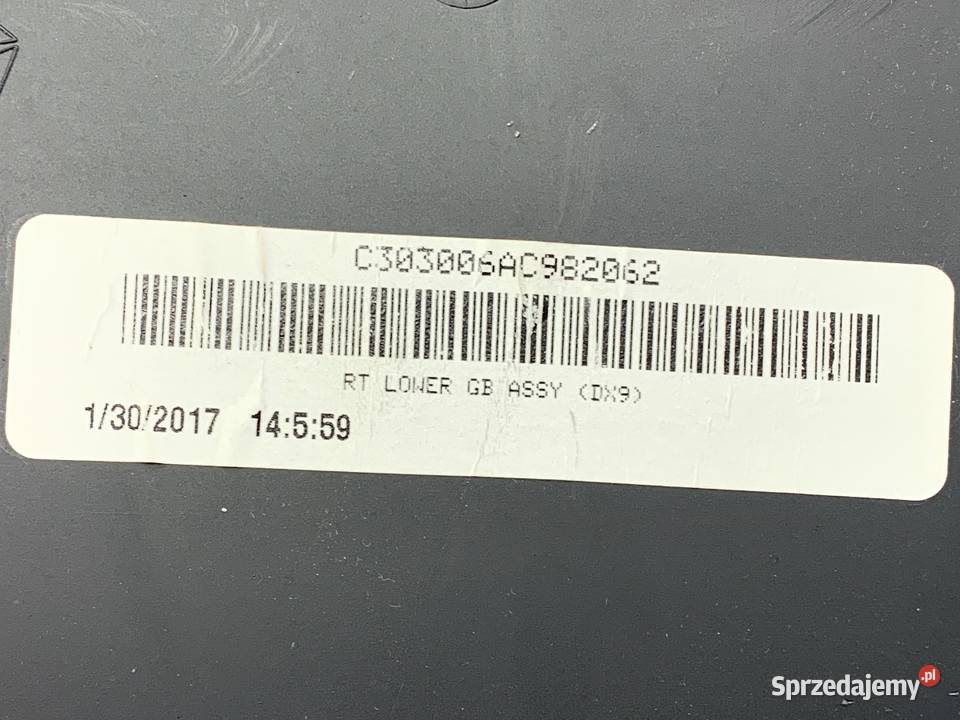 C303006AC982062
RT LOWER GB ASSY (DX9)
1/30/2017 14:5:59
Sprzedajemy.pl